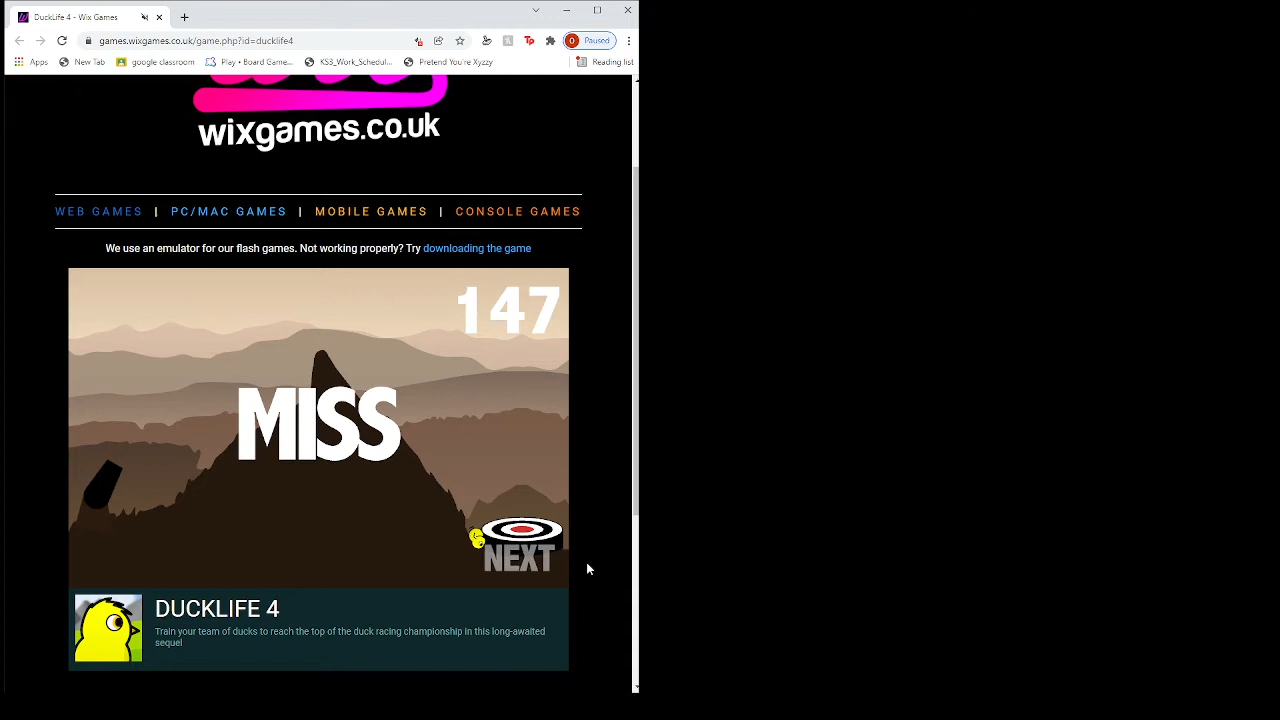 DuckLife 4 - Wix Games
games.wixgames.co.uk/game.php?id=ducklife4
Paused
Apps
New Tab
google classroom
Play • Board Game...
KS3_Work_Schedul...
Pretend You're Xyzzy
Reading list
wixgames.co.uk
WEB GAMES | PC/MAC GAMES | MOBILE GAMES | CONSOLE GAMES
We use an emulator for our flash games. Not working properly? Try downloading the game
147
MISS
NEXT
DUCKLIFE 4
Train your team of ducks to reach the top of the duck racing championship in this long-awaited
sequel